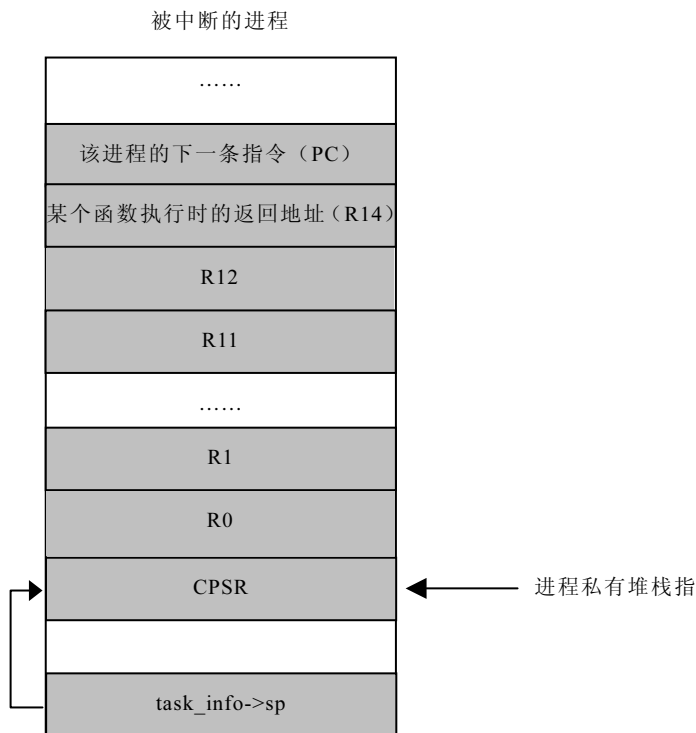 被中断的进程
……
该进程的下一条指令（PC）
某个函数执行时的返回地址（R14）
R12
R11
……
R1
R0
CPSR
进程私有堆栈指
task_info->sp